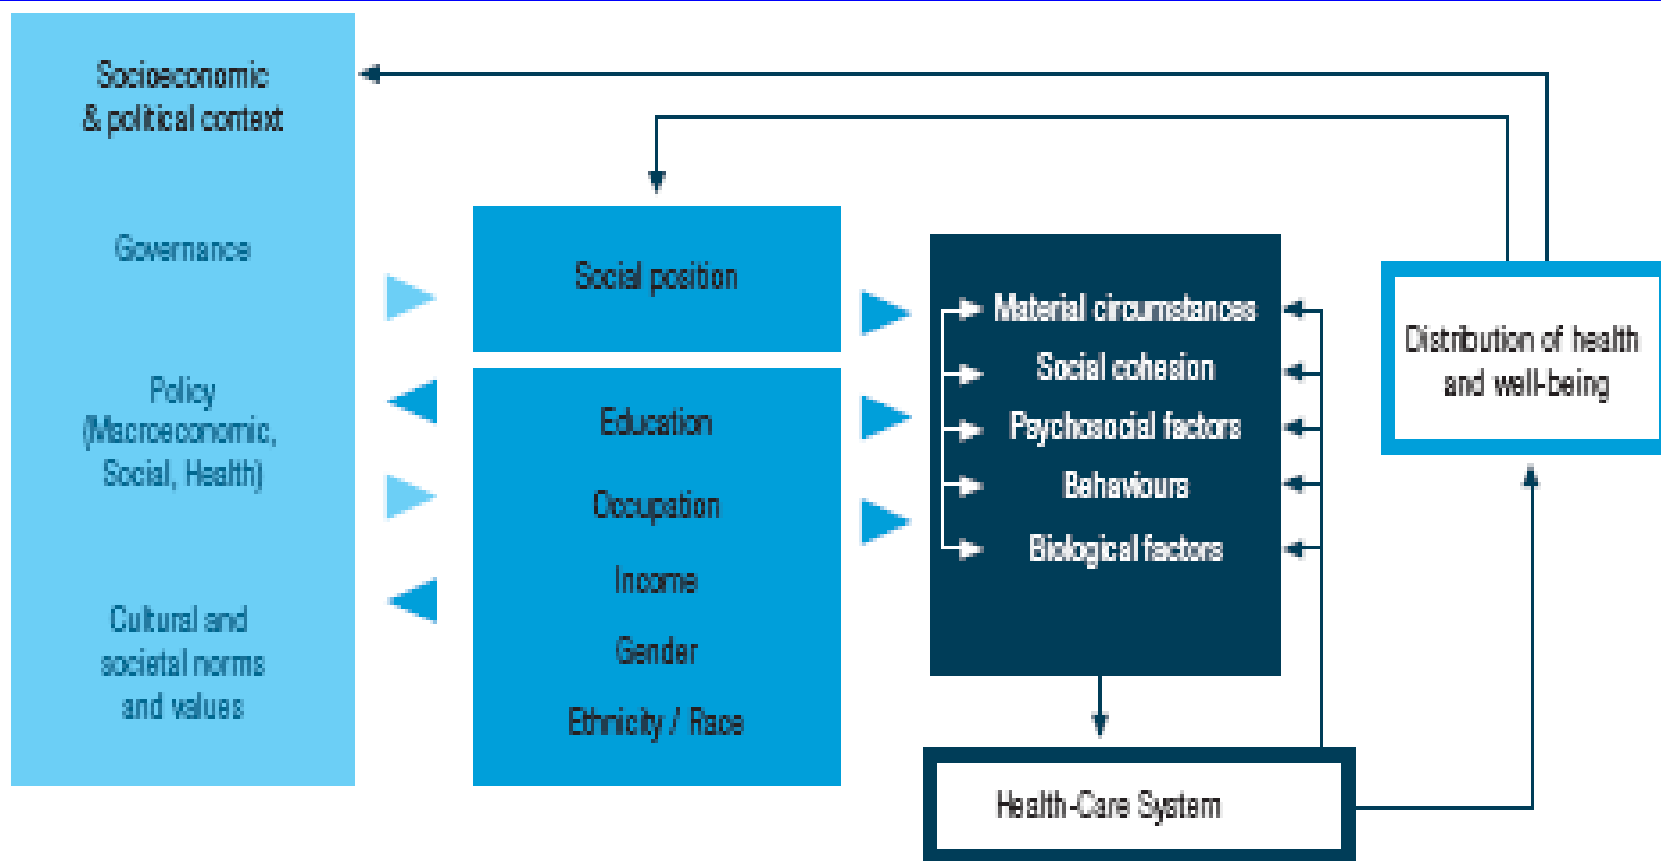 Socioeconomic
& political context
Governance
Policy
(Macroeconomic,
Social, Health)
Cultural and
societal norms
and values
Social position
Education
Occupation
Income
Gender
Ethnicity / Race
Material circumstances
Social cohesion
Psychosocial factors
Behaviours
Biological factors
Health-Care System
Distribution of health
and well-being